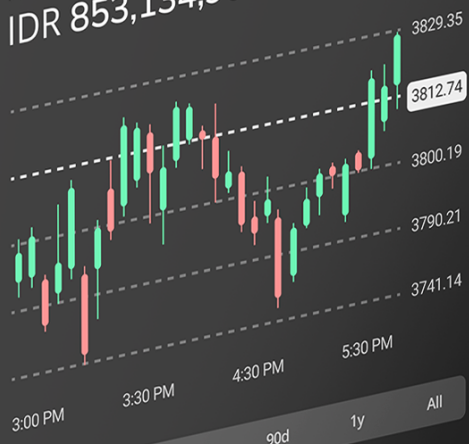 IDR 853,134,
3829.35
3812.74
3800.19
3790.21
3741.14
3:00 PM
3:30 PM
4:30 PM
5:30 PM
90d
1y
All